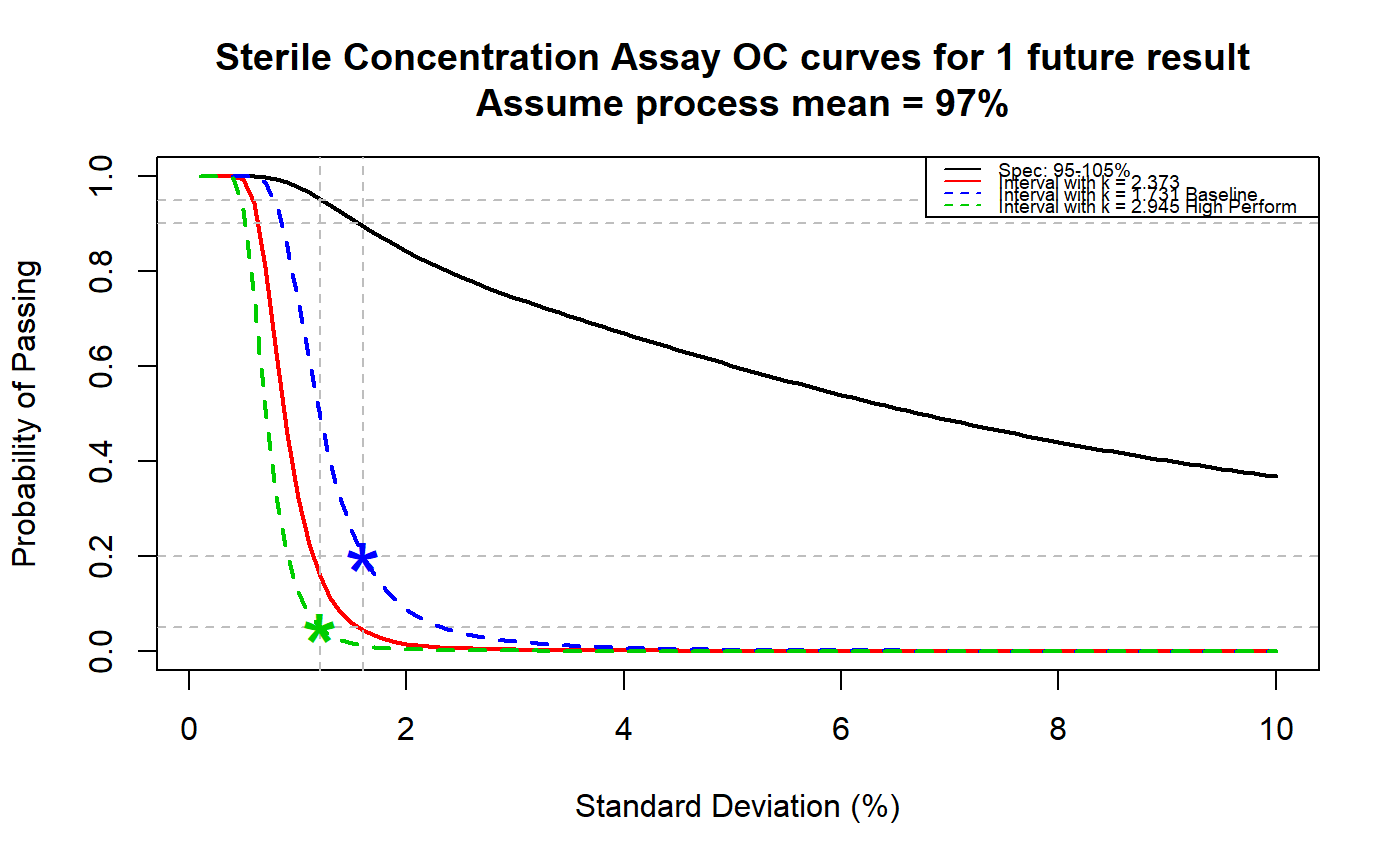 Sterile Concentration Assay OC curves for 1 future result
Assume process mean = 97%
Spec: 95-105%
Interval with k = 2.373
Interval with k = 1.731 Baseline
Interval with k = 2.945 High Perform
Probability of Passing
1.0
0.8
0.6
0.4
0.2
0.0
0 2 4 6 8 10
Standard Deviation (%)